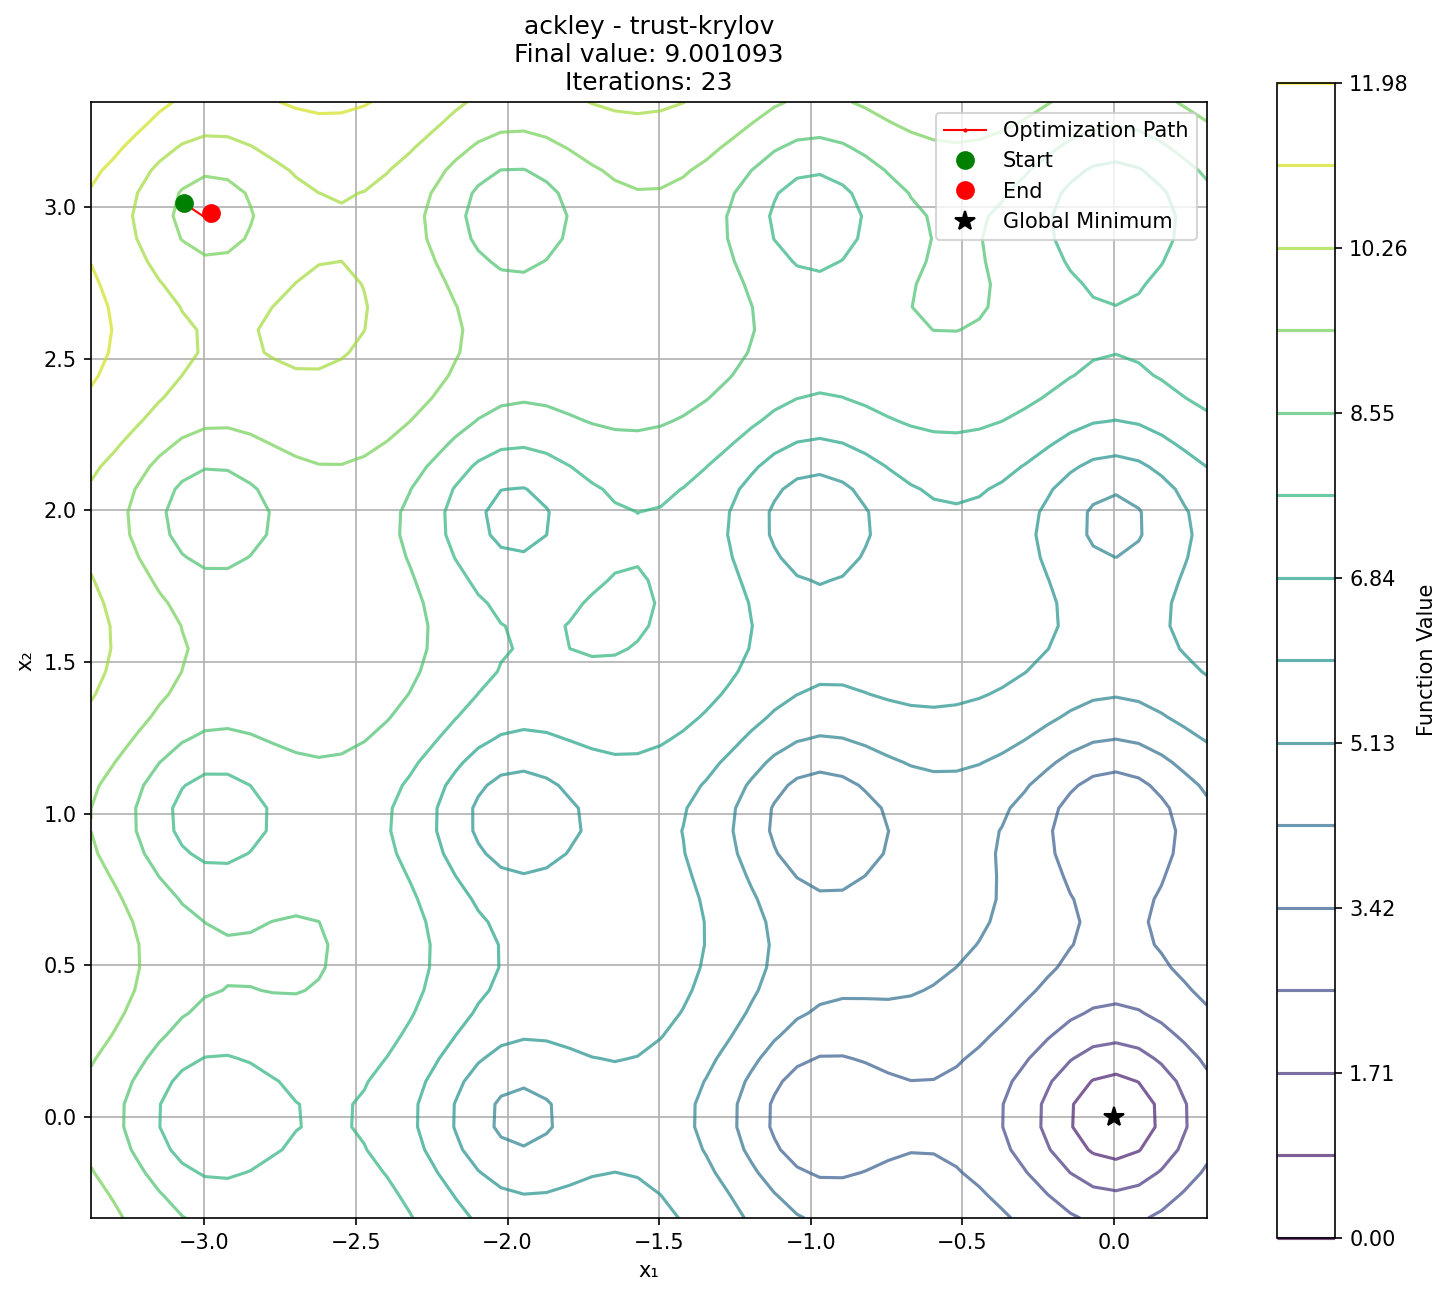 ackley - trust-krylov
Final value: 9.001093
Iterations: 23
Optimization Path
Start
End
Global Minimum
3.0
2.5
2.0
1.5
1.0
0.5
0.0
x₂
−3.0
−2.5
−2.0
−1.5
−1.0
−0.5
0.0
x₁
11.98
10.26
8.55
6.84
5.13
3.42
1.71
0.00
Function Value